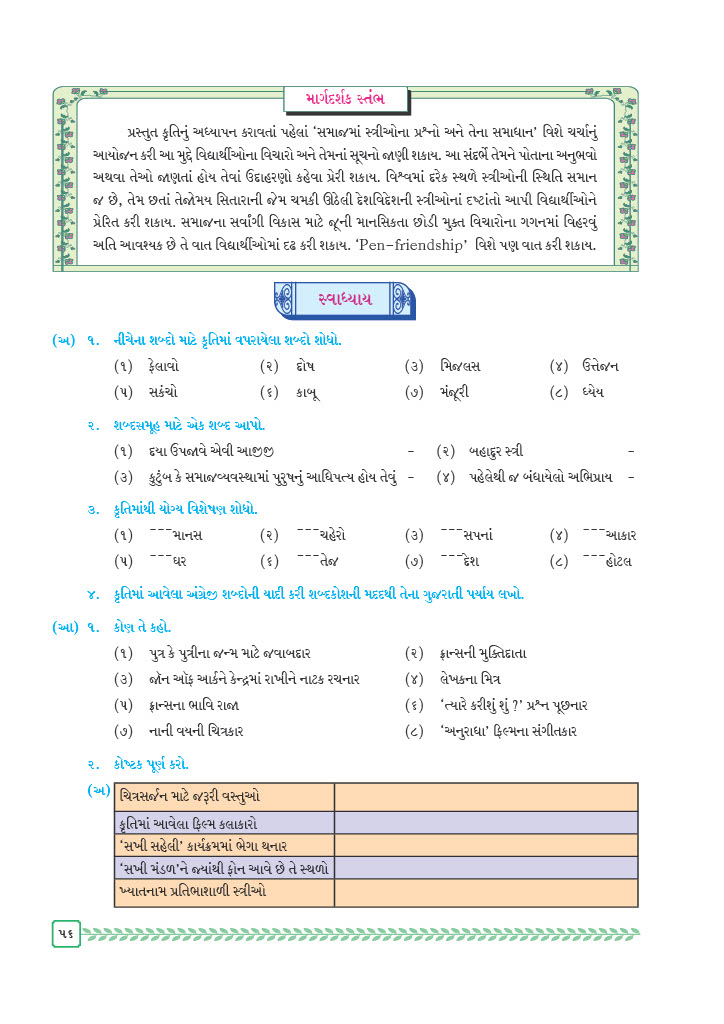 માર્ગદર્શક સ્તંભ
પ્રસ્તુત કૃતિનું અધ્યાપન કરાવતાં પહેલાં ‘સમાજમાં સ્ત્રીઓના પ્રશ્નો અને તેના સમાધાન’ વિશે ચર્ચાનું
આયોજન કરી આ મુદ્દે વિદ્યાર્થીઓના વિચારો અને તેમનાં સૂચનો જાણી શકાય. આ સંદર્ભે તેમને પોતાના અનુભવો
અથવા તેઓ જાણતાં હોય તેવાં ઉદાહરણો કહેવા પ્રેરી શકાય. વિશ્વમાં દરેક સ્થળે સ્ત્રીઓની સ્થિતિ સમાન
જ છે, તેમ છતાં તેજોમય સિતારાની જેમ ચમકી ઊઠેલી દેશવિદેશની સ્ત્રીઓનાં દૃષ્ટાંતો આપી વિદ્યાર્થીઓને
પ્રેરિત કરી શકાય. સમાજના સર્વાંગી વિકાસ માટે જૂની માનસિકતા છોડી મુક્ત વિચારોના ગગનમાં વિહરવું
અતિ આવશ્યક છે તે વાત વિદ્યાર્થીઓમાં દૃઢ કરી શકાય. ‘Pen-friendship’ વિશે પણ વાત કરી શકાય.
સ્વાધ્યાય
(અ) ૧. નીચેના શબ્દો માટે કૃતિમાં વપરાયેલા શબ્દો શોધો.
(૧) ફેલાવો (૨) દોષ (૩) મિજલસ (૪) ઉત્તેજન
(૫) સકંચો (૬) કાબૂ (૭) મંજૂરી (૮) ધ્યેય
૨. શબ્દસમૂહ માટે એક શબ્દ આપો.
(૧) દયા ઉપજાવે એવી આજીજી - (૨) બહાદુર સ્ત્રી -
(૩) કુટુંબ કે સમાજવ્યવસ્થામાં પુરુષનું આધિપત્ય હોય તેવું - (૪) પહેલેથી જ બંધાયેલો અભિપ્રાય -
૩. કૃતિમાંથી યોગ્ય વિશેષણ શોધો.
(૧) ---માનસ (૨) ---ચહેરો (૩) ---સપનાં (૪) ---આકાર
(૫) ---ઘર (૬) ---તેજ (૭) ---દેશ (૮) ---હોટલ
૪. કૃતિમાં આવેલા અંગ્રેજી શબ્દોની યાદી કરી શબ્દકોશની મદદથી તેના ગુજરાતી પર્યાય લખો.
(આ) ૧. કોણ તે કહો.
(૧) પુત્ર કે પુત્રીના જન્મ માટે જવાબદાર (૨) ફ્રાન્સની મુક્તિદાતા
(૩) જૉન ઑફ આર્કને કેન્દ્રમાં રાખીને નાટક રચનાર (૪) લેખકના મિત્ર
(૫) ફ્રાન્સના ભાવિ રાજા (૬) ‘ત્યારે કરીશું શું ?’ પ્રશ્ન પૂછનાર
(૭) નાની વયની ચિત્રકાર (૮) ‘અનુરાધા’ ફિલ્મના સંગીતકાર
૨. કોષ્ટક પૂર્ણ કરો.
(અ) ચિત્રસર્જન માટે જરૂરી વસ્તુઓ
કૃતિમાં આવેલા ફિલ્મ કલાકારો
‘સખી સહેલી’ કાર્યક્રમમાં ભેગા થનાર
‘સખી મંડળ’ને જ્યાંથી ફોન આવે છે તે સ્થળો
ખ્યાતનામ પ્રતિભાશાળી સ્ત્રીઓ
૫૬